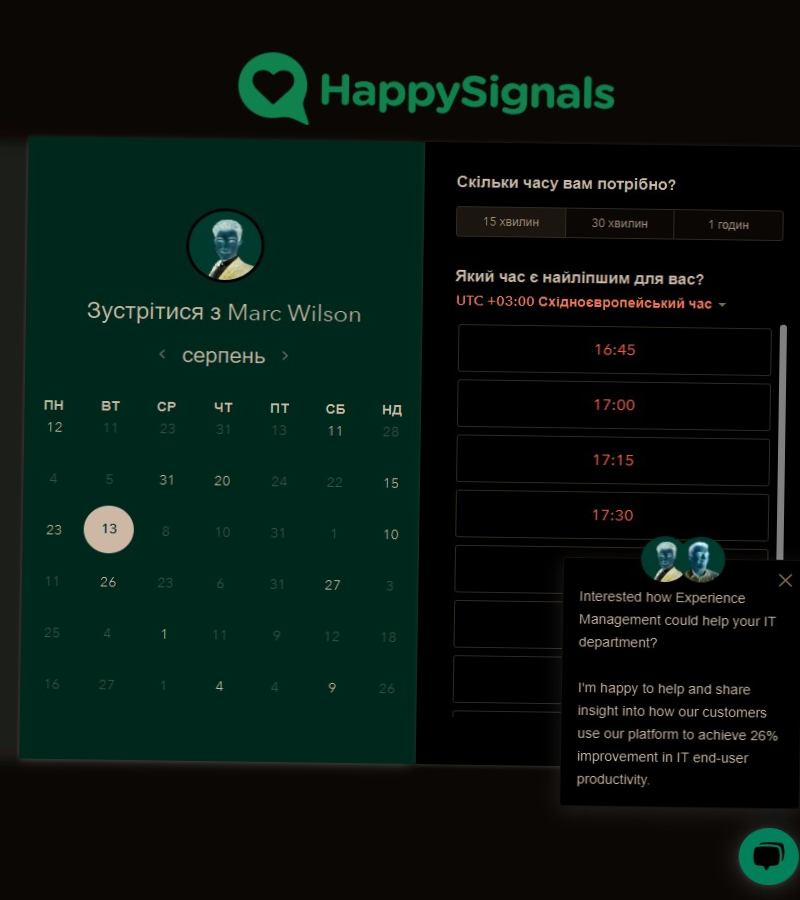 HappySignals
Зустрітися з Marc Wilson
серпень
ПН ВТ СР ЧТ ПТ СБ НД
12 11 23 31 13 11 28
4 5 31 20 24 22 15
23 13 8 10 31 1 10
11 26 23 6 31 27 3
25 4 1 11 9 12 18
16 27 1 4 4 9 26
Скільки часу вам потрібно?
15 хвилин 30 хвилин 1 годин
Який час є найліпшим для вас?
UTC +03:00 Східноєвропейський час
16:45
17:00
17:15
17:30
Interested how Experience
Management could help your IT
department?
I'm happy to help and share
insight into how our customers
use our platform to achieve 26%
improvement in IT end-user
productivity.